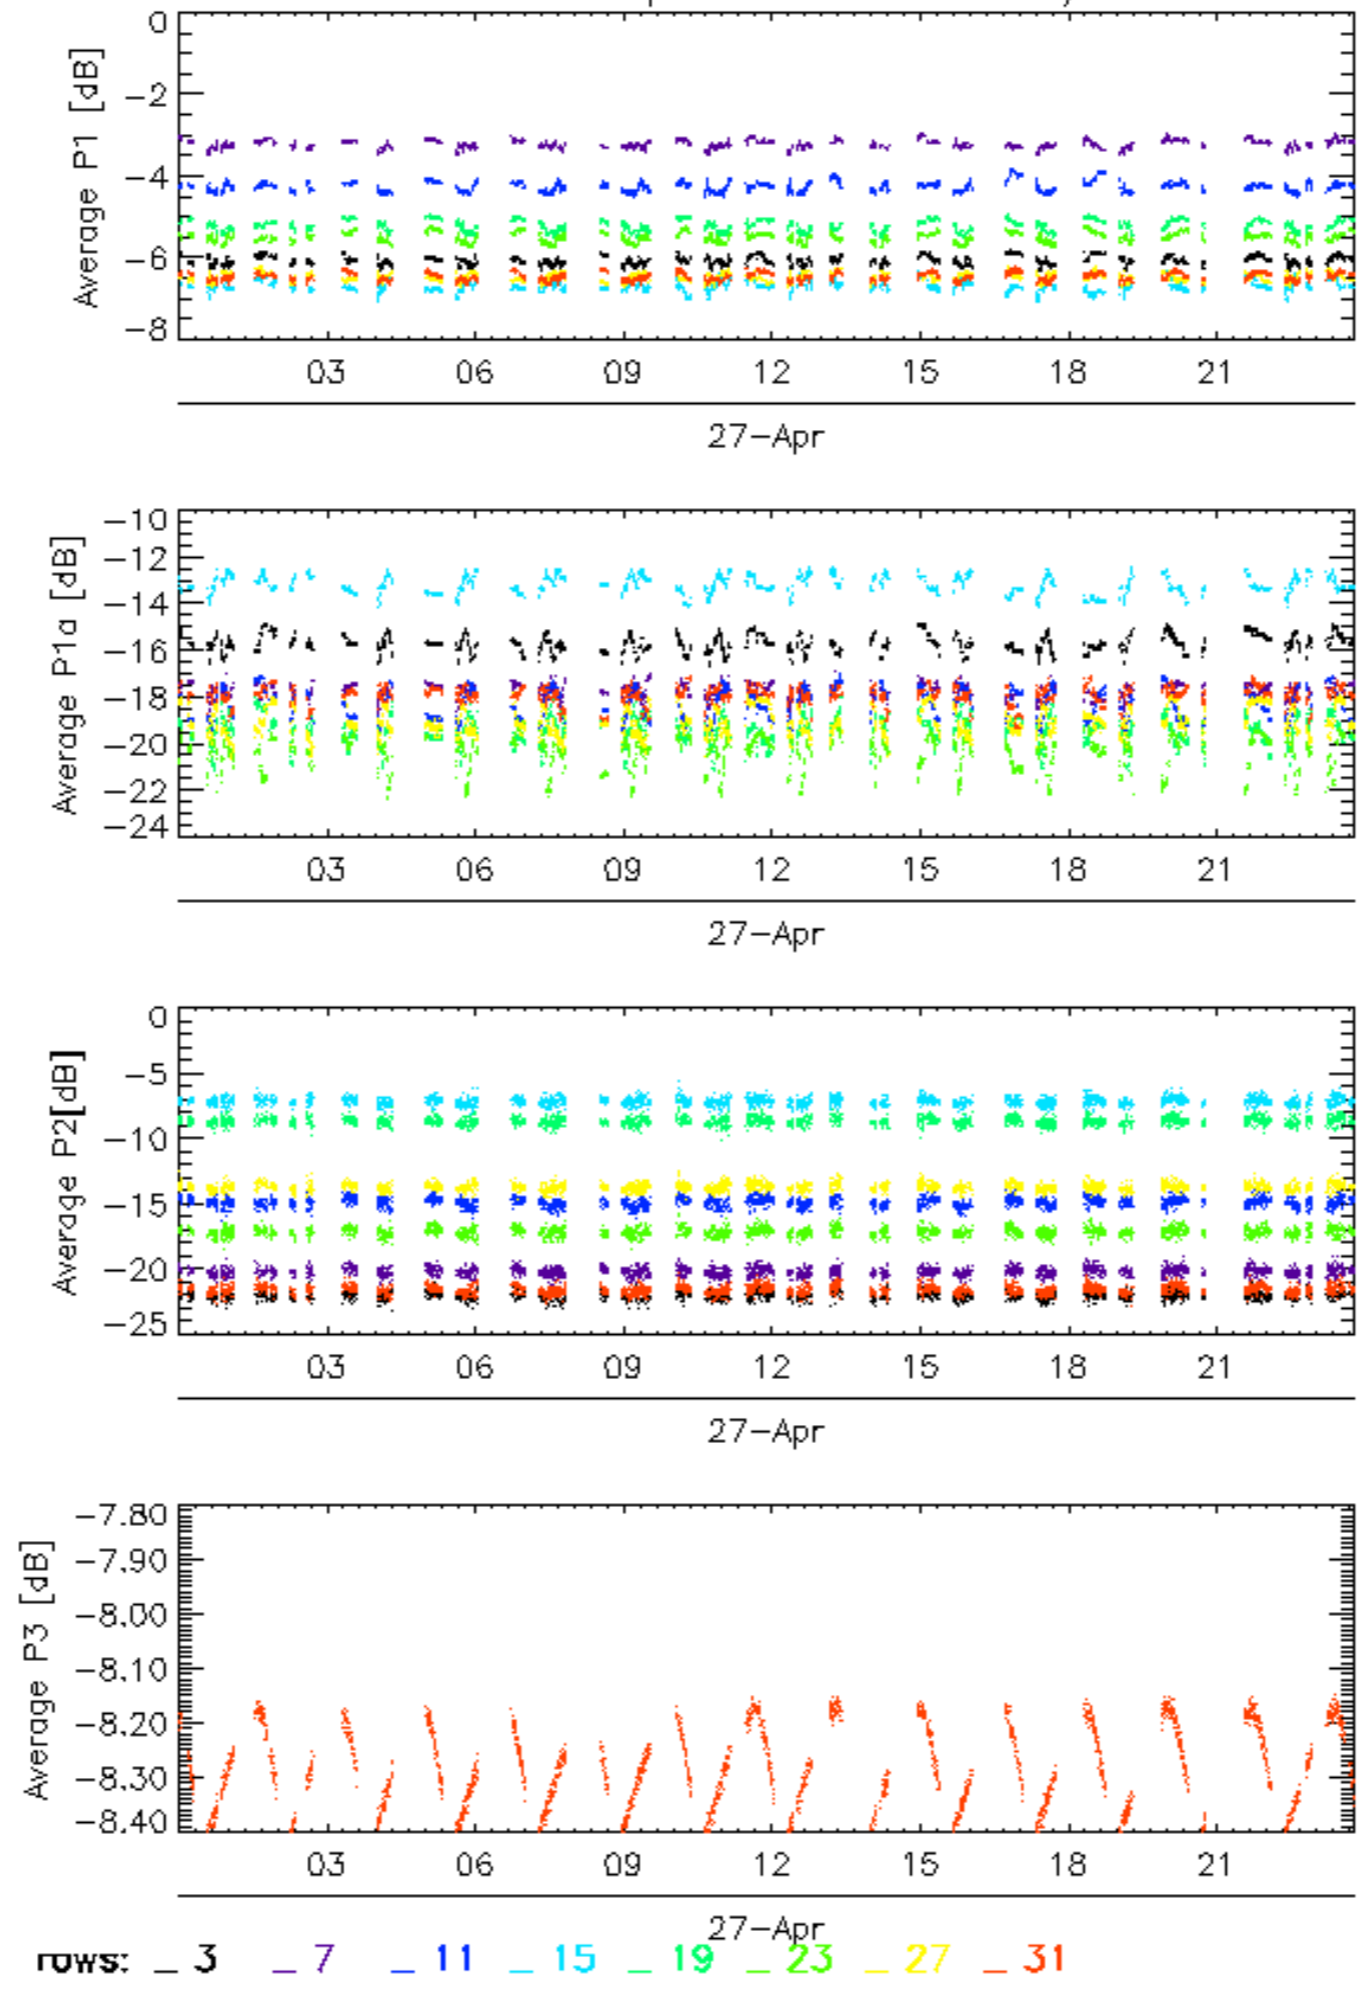 0
-2
-4
-6
-8
Average P1 [dB]
03 06 09 12 15 18 21
27-Apr
-10
-12
-14
-16
-18
-20
-22
-24
Average P1a [dB]
03 06 09 12 15 18 21
27-Apr
0
-5
-10
-15
-20
-25
Average P2[dB]
03 06 09 12 15 18 21
27-Apr
-7.80
-7.90
-8.00
-8.10
-8.20
-8.30
-8.40
Average P3 [dB]
03 06 09 12 15 18 21
27-Apr
rows: _ 3 _ 7 _ 11 _ 15 _ 19 _ 23 _ 27 _ 31